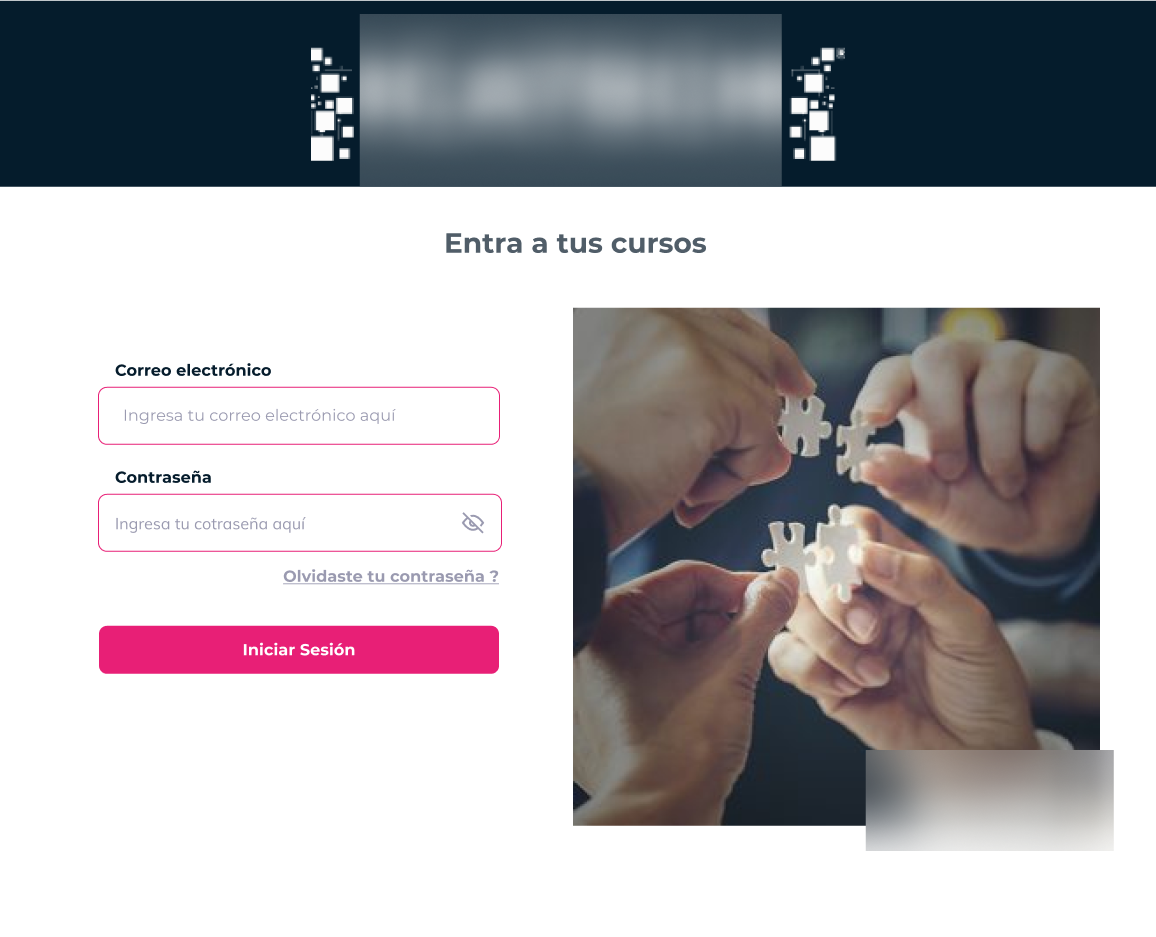 Entra a tus cursos
Correo electrónico
Ingresa tu correo electrónico aquí
Contraseña
Ingresa tu cotraseña aquí
Olvidaste tu contraseña ?
Iniciar Sesión